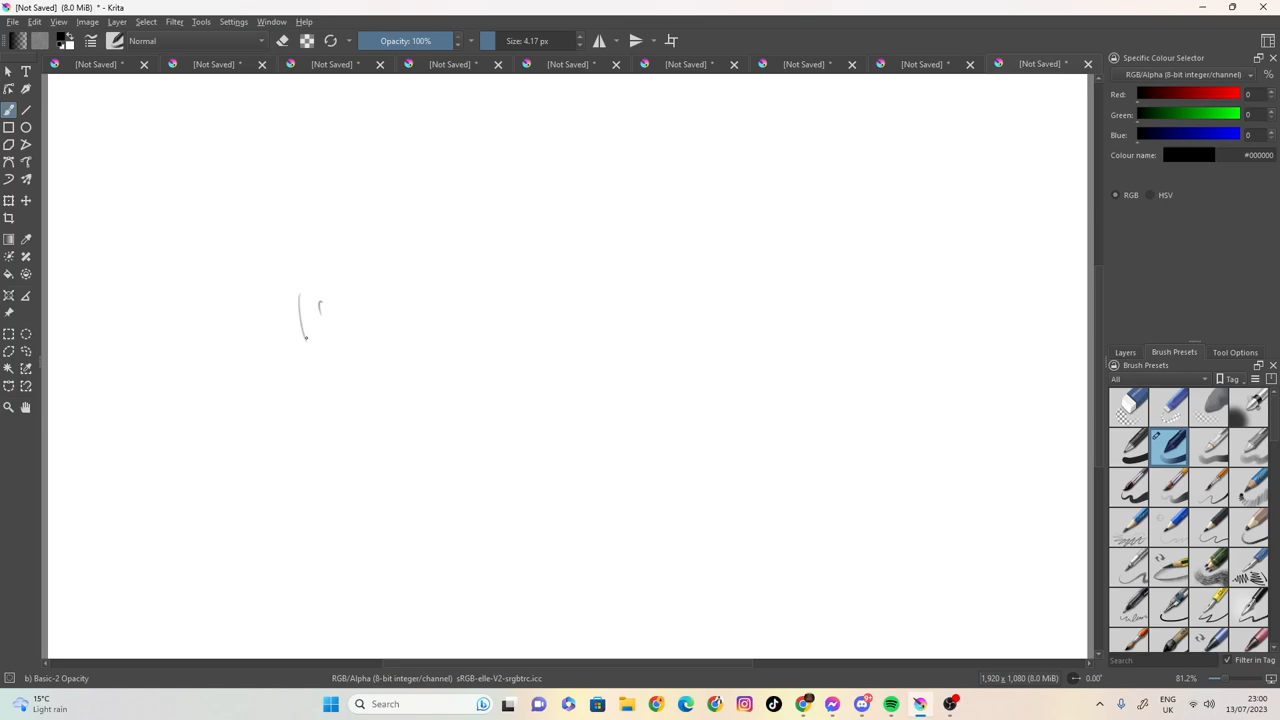 [Not Saved] (8.0 MiB) * - Krita
File Edit View Image Layer Select Filter Tools Settings Window Help
Normal Opacity: 100% Size: 4.17 px
[Not Saved] * [Not Saved] * [Not Saved] * [Not Saved] * [Not Saved] * [Not Saved] * [Not Saved] * [Not Saved] * [Not Saved] *
Specific Colour Selector
RGB/Alpha (8-bit integer/channel) %
Red: 0
Green: 0
Blue: 0
Colour name: #000000
RGB HSV
Layers Brush Presets Tool Options
Brush Presets
All Tag
Search Filter in Tag
b) Basic-2 Opacity RGB/Alpha (8-bit integer/channel) sRGB-elle-V2-srgbtrc.icc 1,920 x 1,080 (8.0 MiB) 0.00° 81.2%
15°C
Light rain
Search
ENG
UK
23:00
13/07/2023